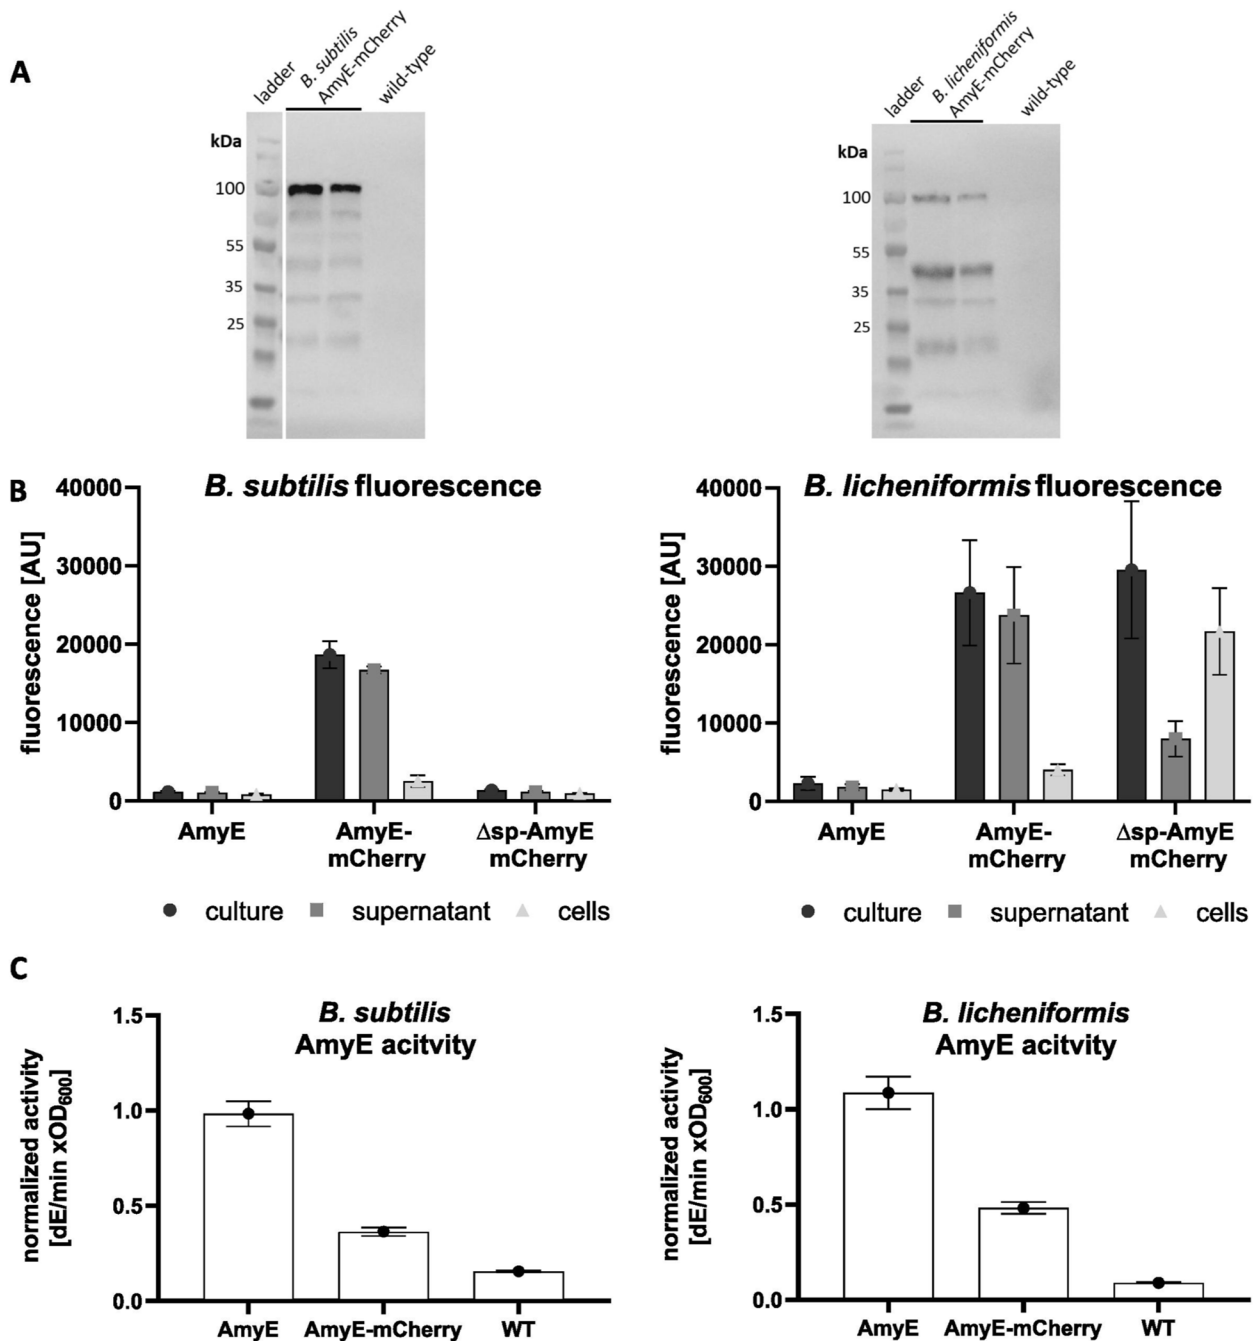 A
ladder
B. subtilis
AmyE-mCherry
wild-type
kDa
100
55
35
25
ladder
B. licheniformis
AmyE-mCherry
wild-type
kDa
100
55
35
25
B
B. subtilis fluorescence
fluorescence [AU]
40000
30000
20000
10000
0
AmyE
AmyE-
mCherry
Δsp-AmyE
mCherry
culture supernatant cells
B. licheniformis fluorescence
fluorescence [AU]
40000
30000
20000
10000
0
AmyE
AmyE-
mCherry
Δsp-AmyE
mCherry
culture supernatant cells
C
B. subtilis
AmyE acitvity
normalized activity
[dE/min xOD600]
1.5
1.0
0.5
0.0
AmyE AmyE-mCherry WT
B. licheniformis
AmyE acitvity
normalized activity
[dE/min xOD600]
1.5
1.0
0.5
0.0
AmyE AmyE-mCherry WT